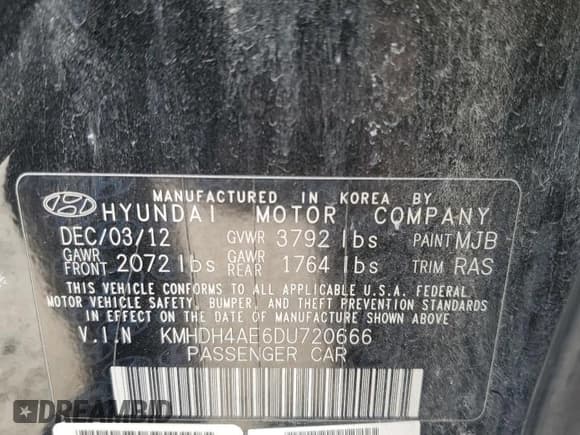 MANUFACTURED IN KOREA BY
HYUNDAI MOTOR COMPANY
DEC/03/12 GVWR 3792 lbs PAINT MJB
GAWR FRONT 2072 lbs GAWR REAR 1764 lbs TRIM RAS
THIS VEHICLE CONFORMS TO ALL APPLICABLE U.S.A. FEDERAL
MOTOR VEHICLE SAFETY, BUMPER, AND THEFT PREVENTION STANDARDS
IN EFFECT ON THE DATE OF MANUFACTURE SHOWN ABOVE.
V.I.N KMHDH4AE6DU720666
PASSENGER CAR
DREAMBID